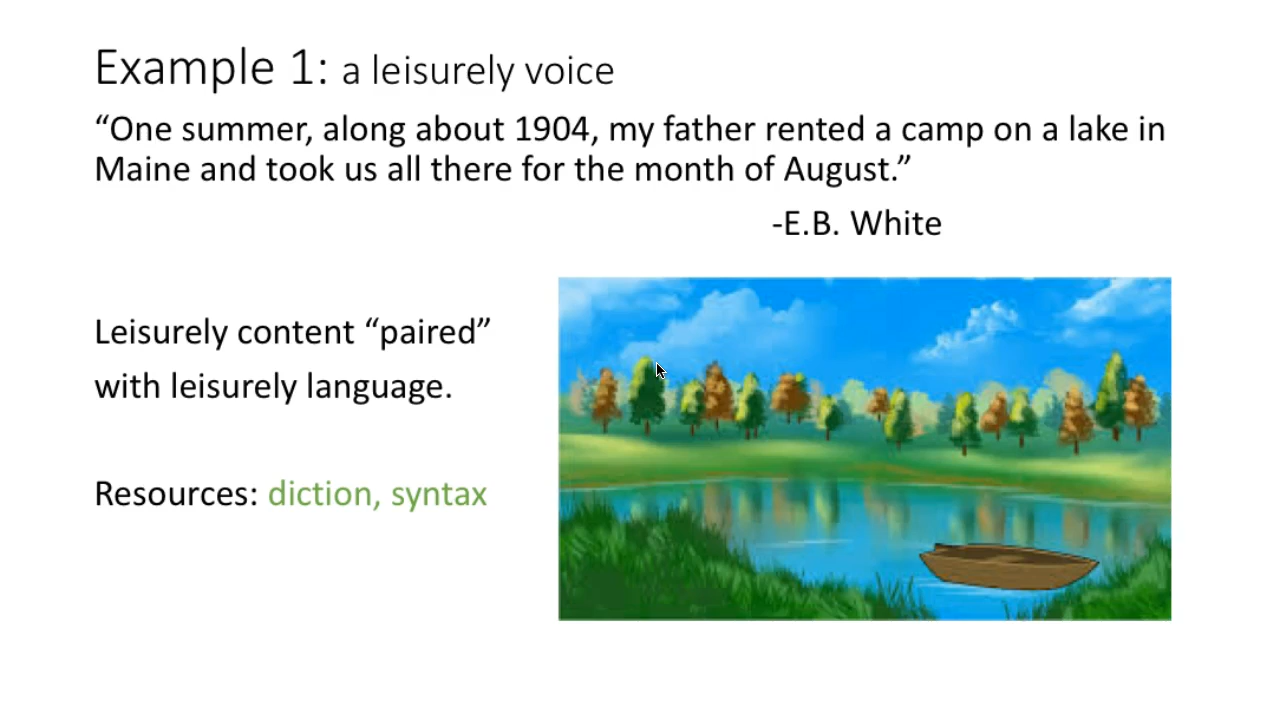 Example 1: a leisurely voice
“One summer, along about 1904, my father rented a camp on a lake in
Maine and took us all there for the month of August.”
-E.B. White
Leisurely content “paired”
with leisurely language.
Resources: diction, syntax